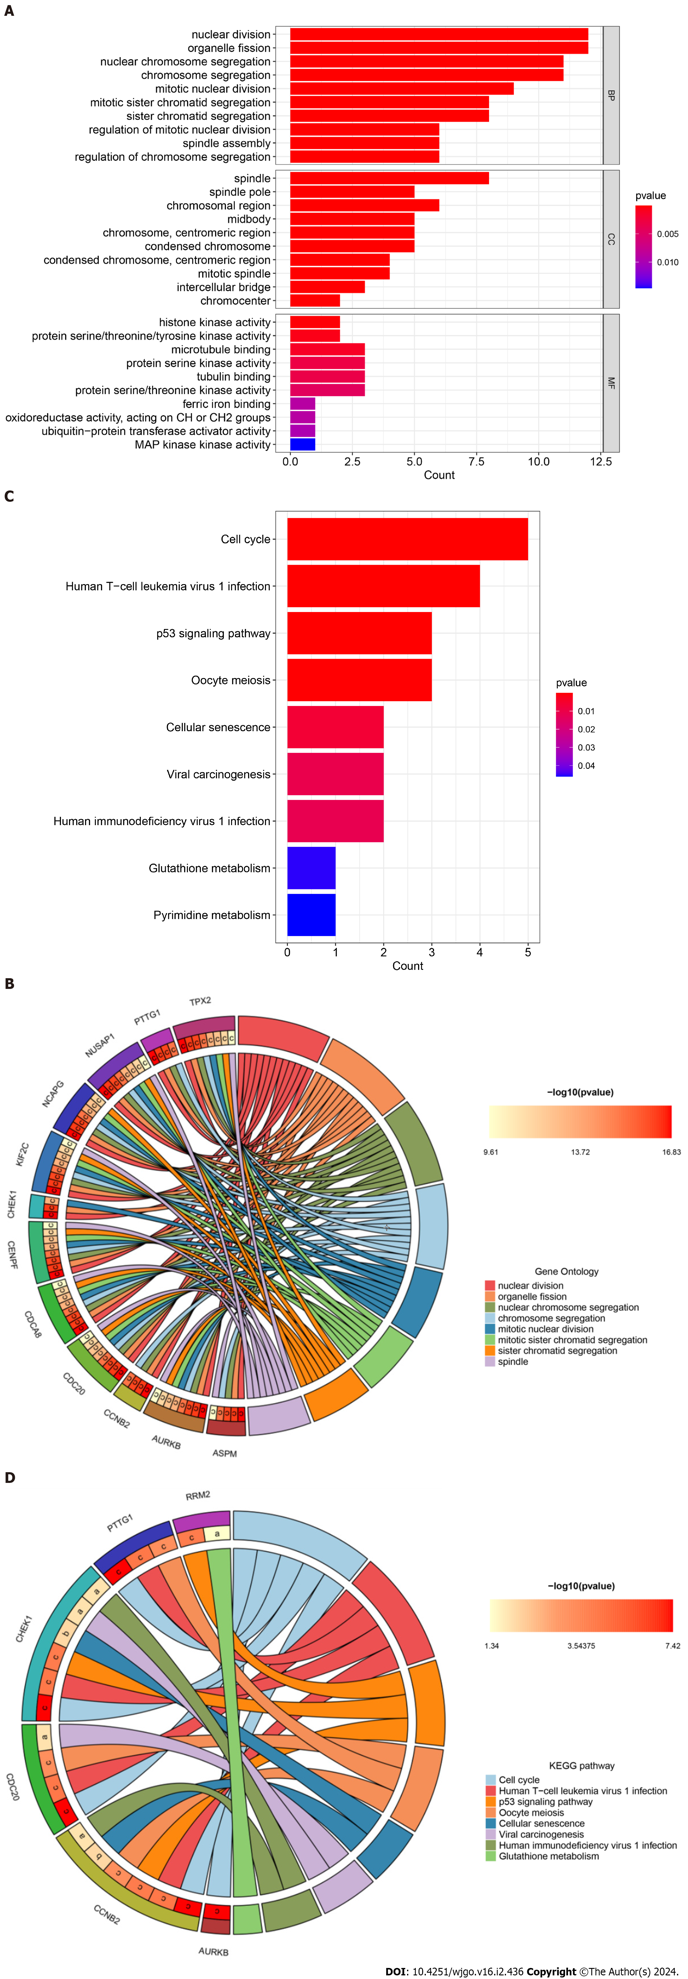 A
nuclear division
organelle fission
nuclear chromosome segregation
chromosome segregation
mitotic nuclear division
mitotic sister chromatid segregation
sister chromatid segregation
regulation of mitotic nuclear division
spindle assembly
regulation of chromosome segregation
BP
spindle
spindle pole
chromosomal region
midbody
chromosome, centromeric region
condensed chromosome
condensed chromosome, centromeric region
mitotic spindle
intercellular bridge
chromocenter
CC
histone kinase activity
protein serine/threonine/tyrosine kinase activity
microtubule binding
protein serine kinase activity
tubulin binding
protein serine/threonine kinase activity
ferric iron binding
oxidoreductase activity, acting on CH or CH2 groups
ubiquitin−protein transferase activator activity
MAP kinase kinase activity
MF
0.0 2.5 5.0 7.5 10.0 12.5
Count
pvalue
0.005
0.010
C
Cell cycle
Human T−cell leukemia virus 1 infection
p53 signaling pathway
Oocyte meiosis
Cellular senescence
Viral carcinogenesis
Human immunodeficiency virus 1 infection
Glutathione metabolism
Pyrimidine metabolism
0 1 2 3 4 5
Count
pvalue
0.01
0.02
0.03
0.04
B
TPX2
PTTG1
NUSAP1
NCAPG
KIF2C
CHEK1
CENPF
CDCA8
CDC20
CCNB2
AURKB
ASPM
−log10(pvalue)
9.61 13.72 16.83
Gene Ontology
nuclear division
organelle fission
nuclear chromosome segregation
chromosome segregation
mitotic nuclear division
mitotic sister chromatid segregation
sister chromatid segregation
spindle
D
RRM2
c a
PTTG1
c c c
CHEK1
a a b c c c
CDC20
a c c c
CCNB2
a b c c c c
AURKB
c
−log10(pvalue)
1.34 3.54375 7.42
KEGG pathway
Cell cycle
Human T−cell leukemia virus 1 infection
p53 signaling pathway
Oocyte meiosis
Cellular senescence
Viral carcinogenesis
Human immunodeficiency virus 1 infection
Glutathione metabolism
DOI: 10.4251/wjgo.v16.i2.436 Copyright ©The Author(s) 2024.